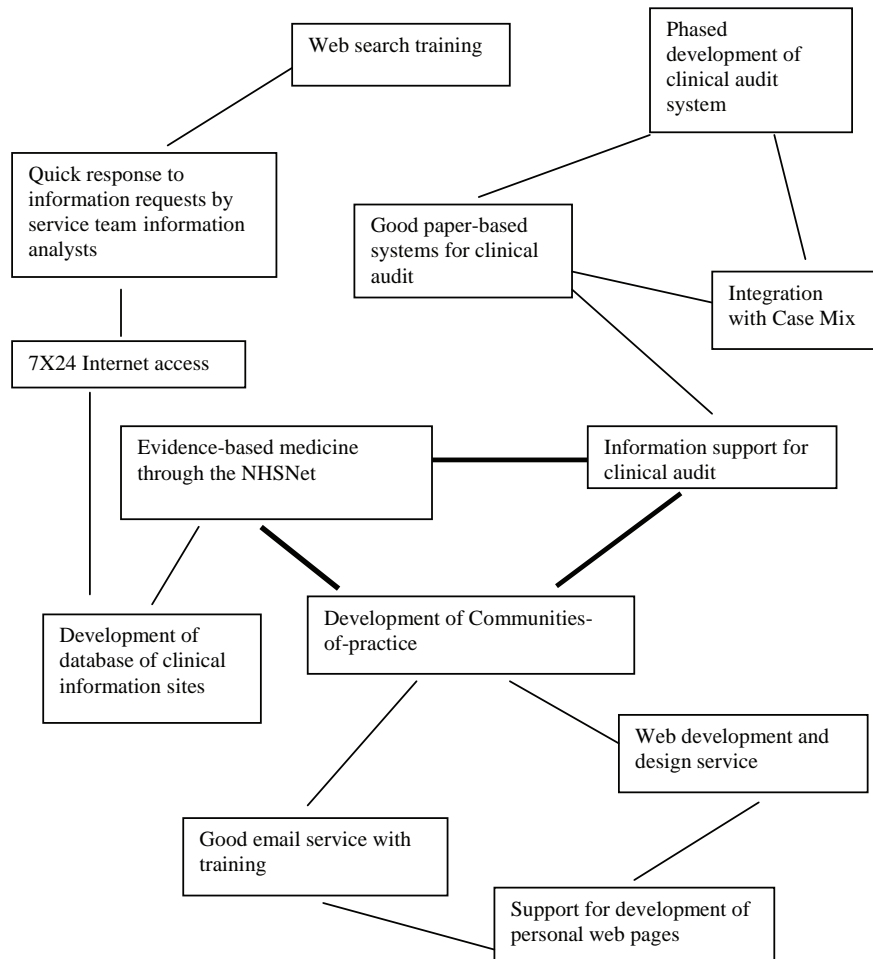 Web search training
Phased
development of
clinical audit
system
Quick response to
information requests by
service team information
analysts
Good paper-based
systems for clinical
audit
Integration
with Case Mix
7X24 Internet access
Evidence-based medicine
through the NHSNet
Information support for
clinical audit
Development of Communities-
of-practice
Development of
database of clinical
information sites
Web development and
design service
Good email service with
training
Support for development of
personal web pages